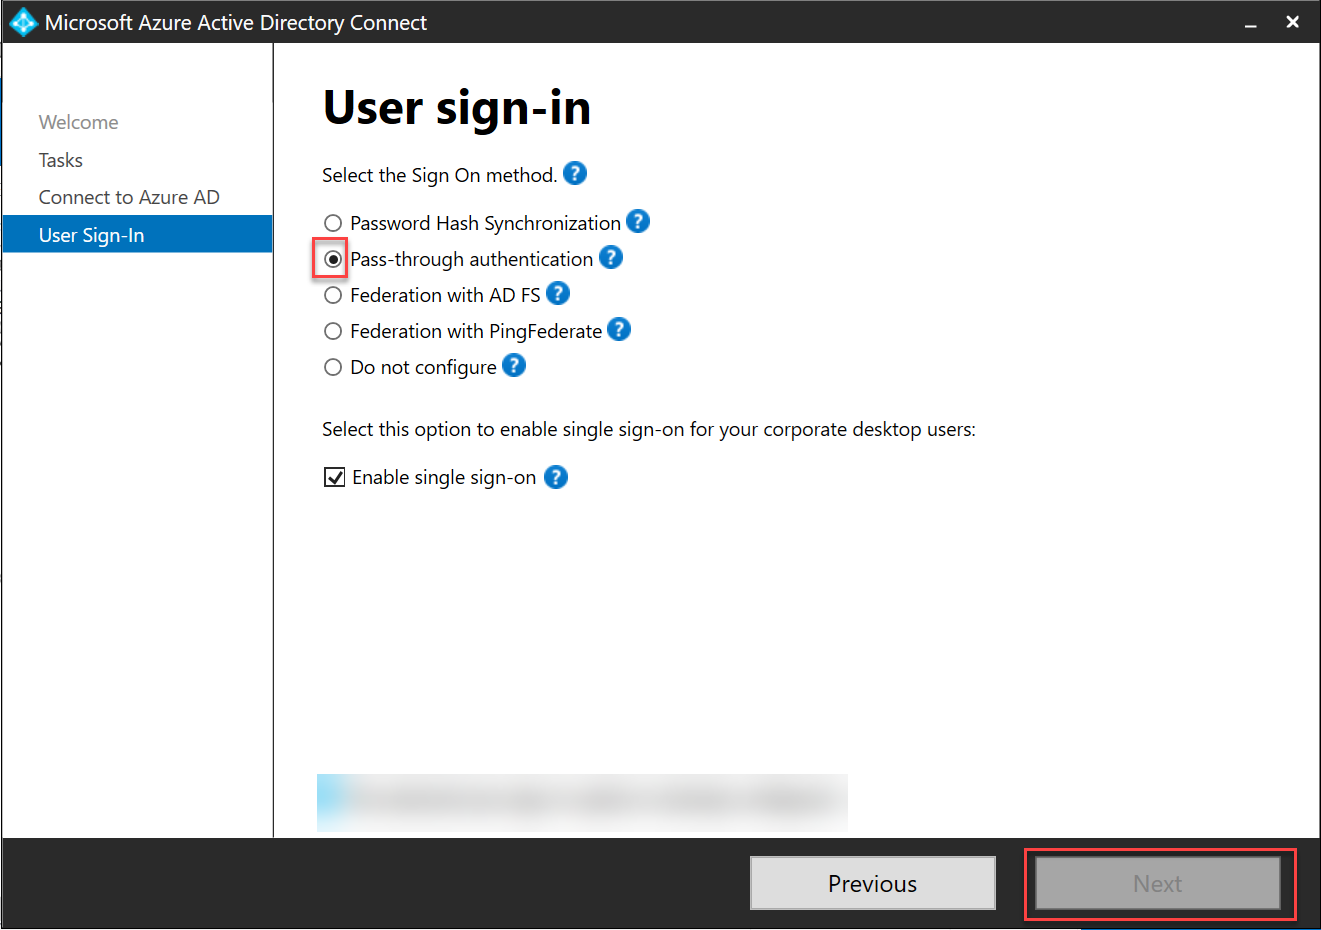 Microsoft Azure Active Directory Connect
Welcome
Tasks
Connect to Azure AD
User Sign-In
User sign-in
Select the Sign On method. ?
Password Hash Synchronization ?
Pass-through authentication ?
Federation with AD FS ?
Federation with PingFederate ?
Do not configure ?
Select this option to enable single sign-on for your corporate desktop users:
Enable single sign-on ?
Previous
Next